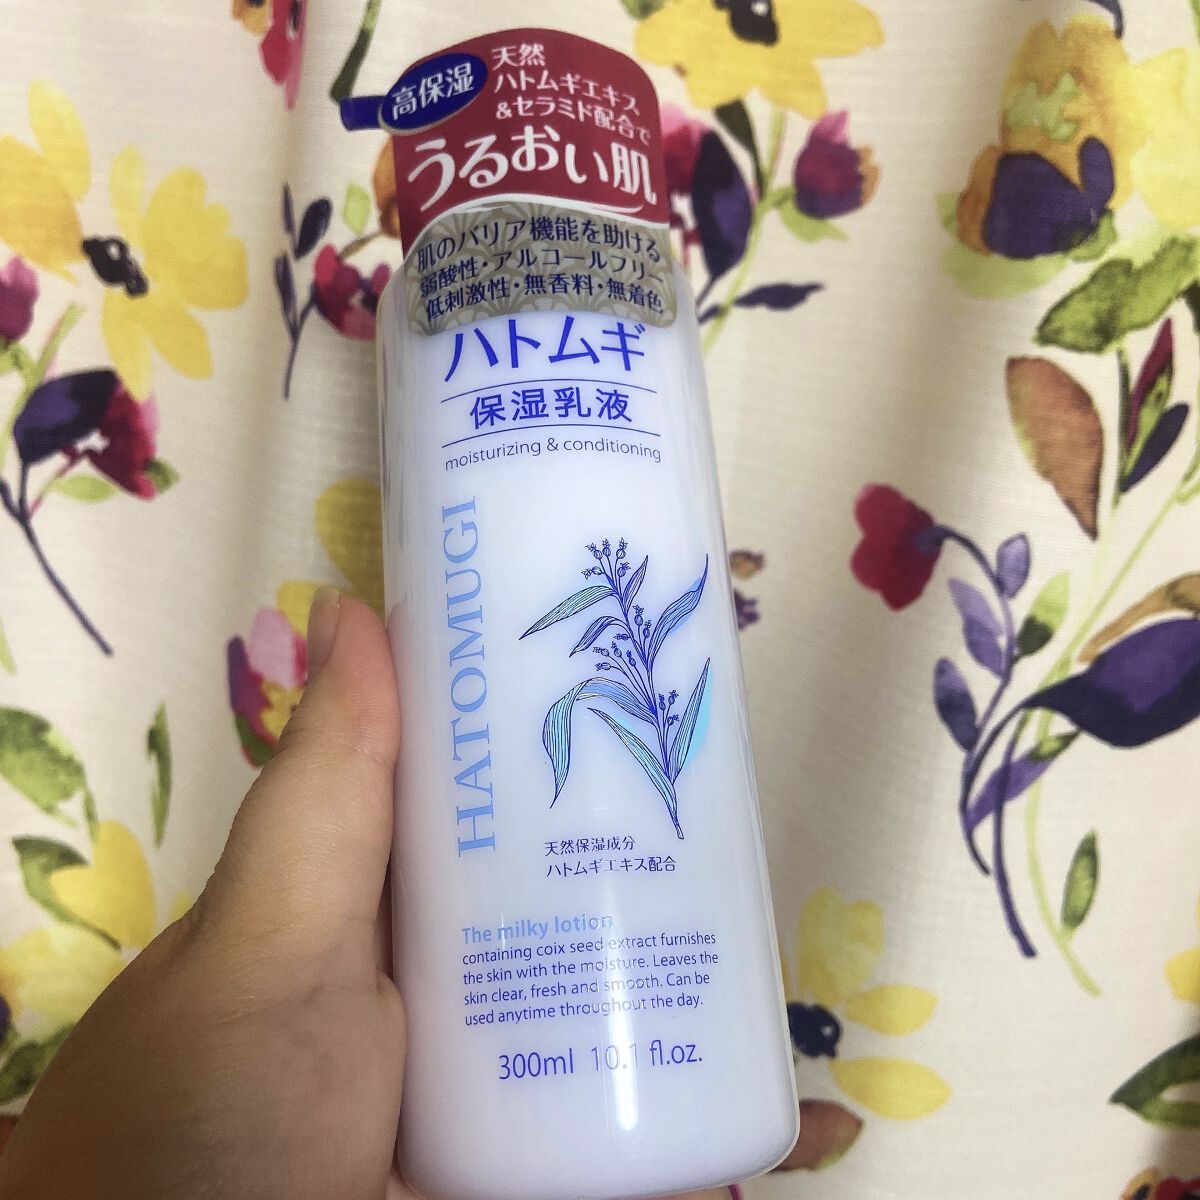 高保湿
天然
ハトムギエキス
&セラミド配合で
うるおい肌
肌のバリア機能を助ける
弱酸性・アルコールフリー
低刺激性・無香料・無着色
ハトムギ
保湿乳液
moisturizing & conditioning
HATOMUGI
天然保湿成分
ハトムギエキス配合
The milky lotion
containing coix seed extract furnishes
the skin with the moisture. Leaves the
skin clear, fresh and smooth. Can be
used anytime throughout the day.
300ml 10.1 fl.oz.